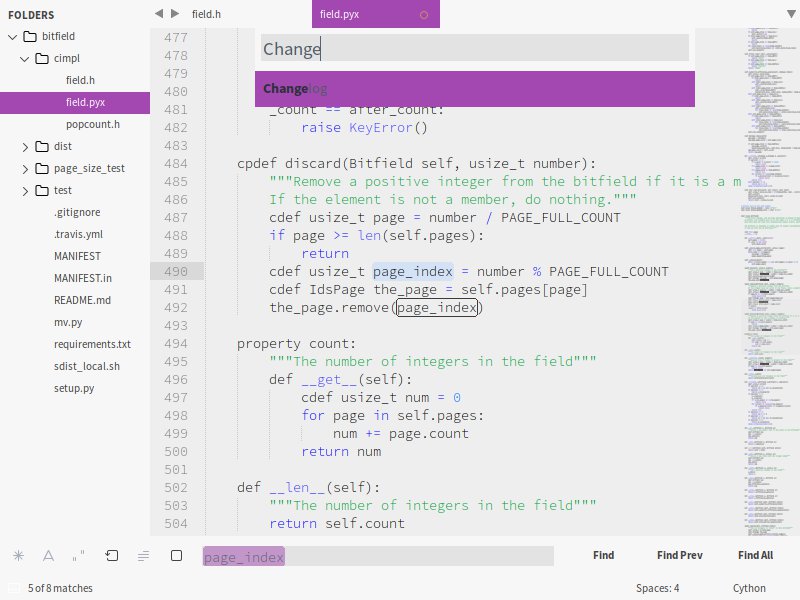 FOLDERS
bitfield
cimpl
field.h
field.pyx
popcount.h
dist
page_size_test
test
.gitignore
.travis.yml
MANIFEST
MANIFEST.in
README.md
mv.py
requirements.txt
sdist_local.sh
setup.py
field.h
field.pyx
Change
Changelog
477
478
479
480
481 _count == after_count:
482 raise KeyError()
483
484 cpdef discard(Bitfield self, usize_t number):
485 """Remove a positive integer from the bitfield if it is a m
486 If the element is not a member, do nothing."""
487 cdef usize_t page = number / PAGE_FULL_COUNT
488 if page >= len(self.pages):
489 return
490 cdef usize_t page_index = number % PAGE_FULL_COUNT
491 cdef IdsPage the_page = self.pages[page]
492 the_page.remove(page_index)
493
494 property count:
495 """The number of integers in the field"""
496 def __get__(self):
497 cdef usize_t num = 0
498 for page in self.pages:
499 num += page.count
500 return num
501
502 def __len__(self):
503 """The number of integers in the field"""
504 return self.count
page_index
Find
Find Prev
Find All
5 of 8 matches
Spaces: 4
Cython